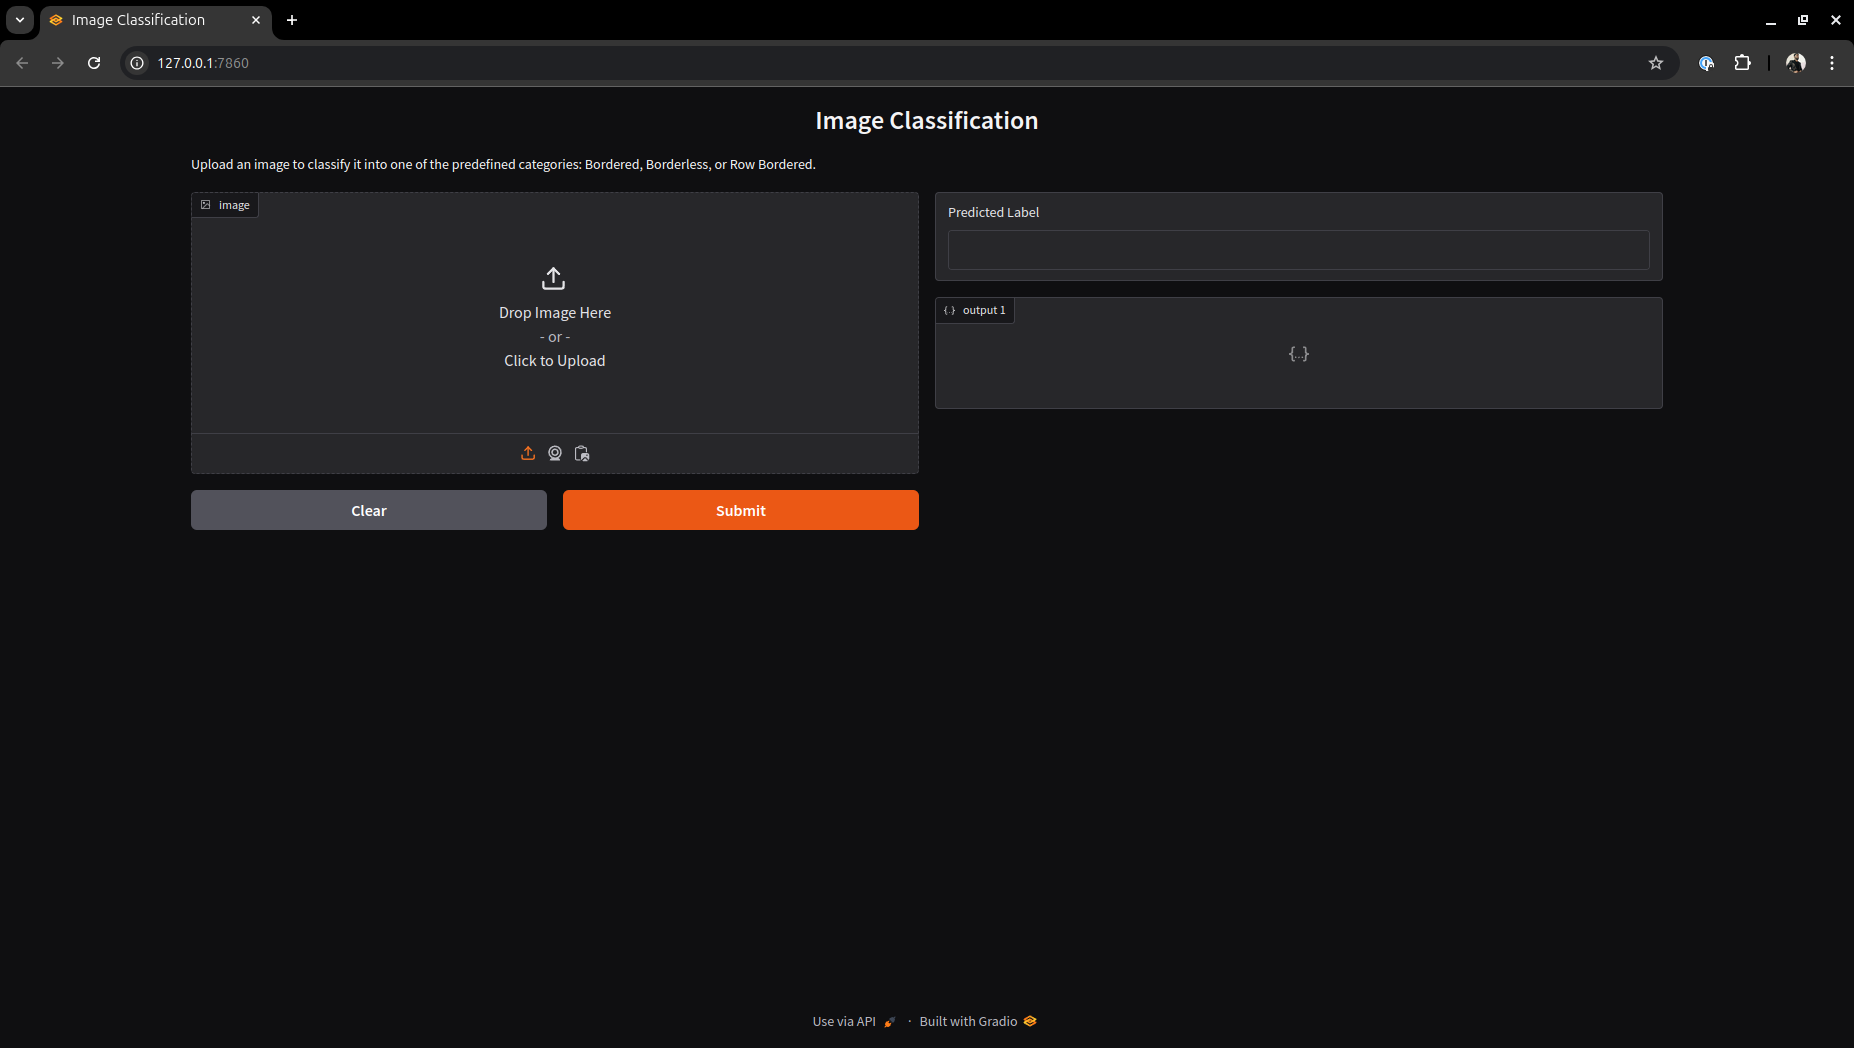 Image Classification
127.0.0.1:7860
Image Classification
Upload an image to classify it into one of the predefined categories: Bordered, Borderless, or Row Bordered.
image
Drop Image Here
- or -
Click to Upload
Clear
Submit
Predicted Label
output 1
Use via API · Built with Gradio